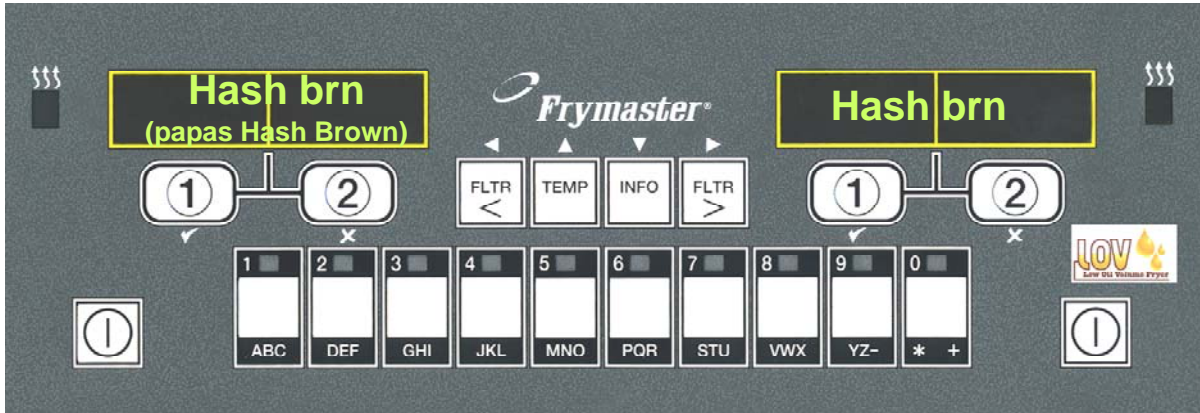 Hash brn
(papas Hash Brown)
Frymaster®
Hash brn
1 2
FLTR <
TEMP
INFO
FLTR >
1 2
LOV
Low Oil Volume Fryer
1 2 3 4 5 6 7 8 9 0
ABC DEF GHI JKL MNO PQR STU VWX YZ- * +